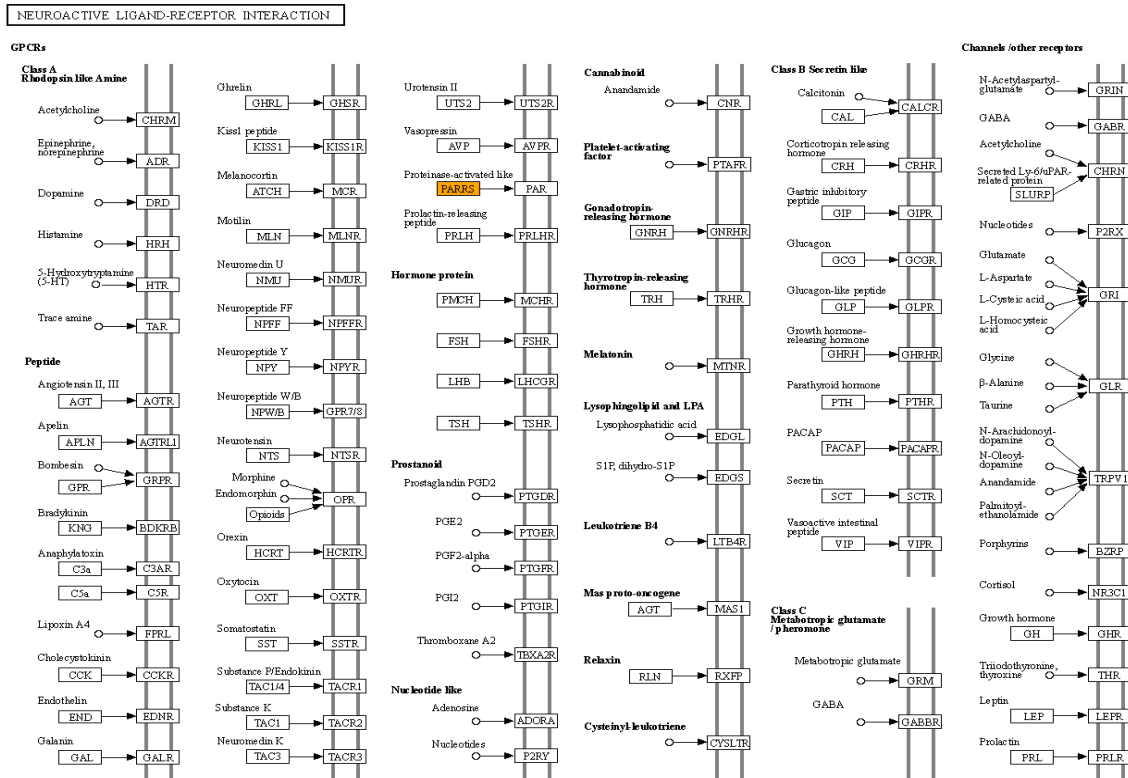 NEUROACTIVE LIGAND-RECEPTOR INTERACTION
GPCRs
Class A
Rhodopsin like Amine
Acetylcholine
CHRM
Epinephrine,
norepinephrine
ADR
Dopamine
DRD
Histamine
HRH
5-Hydroxytryptamine
(5-HT)
HTR
Trace amine
TAR
Peptide
Angiotensin II, III
AGT
AGTR
Apelin
APLN
AGTRL1
Bombesin
GPR
GRPR
Bradykinin
KNG
BDKRB
Anaphylatoxin
C3a
C3AR
C5a
C5R
Lipoxin A4
FPRL
Cholecystokinin
CCK
CCKR
Endothelin
END
EDNR
Galanin
GAL
GALR
Ghrelin
GHRL
GHSR
Kiss1 peptide
KISS1
KISS1R
Melanocortin
ATCH
MCR
Motilin
MLN
MLNR
Neuromedin U
NMU
NMUR
Neuropeptide FF
NPFF
NPFFR
Neuropeptide Y
NPY
NPYR
Neuropeptide W/B
NPW/B
GPR7/8
Neurotensin
NTS
NTSR
Morphine
Endomorphin
Opioids
OPR
Orexin
HCRT
HCRTR
Oxytocin
OXT
OXTR
Somatostatin
SST
SSTR
Substance P/Endokinin
TAC1/4
TACR1
Substance K
TAC1
TACR2
Neuromedin K
TAC3
TACR3
Urotensin II
UTS2
UTS2R
Vasopressin
AVP
AVPR
Proteinase-activated like
PARRS
PAR
Prolactin-releasing
peptide
PRLH
PRLHR
Hormone protein
PMCH
MCHR
FSH
FSHR
LHB
LHCGR
TSH
TSHR
Prostanoid
Prostaglandin PGD2
PTGDR
PGE2
PTGER
PGF2-alpha
PTGFR
PGI2
PTGIR
Thromboxane A2
TBXA2R
Nucleotide like
Adenosine
ADORA
Nucleotides
P2RY
Cannabinoid
Anandamide
CNR
Platelet-activating
factor
PTAFR
Gonadotropin-
releasing hormone
GNRH
GNRHR
Thyrotropin-releasing
hormone
TRH
TRHR
Melatonin
MTNR
Lysophingolipid and LPA
Lysophosphatidic acid
EDGL
S1P, dihydro-S1P
EDGS
Leukotriene B4
LTB4R
Mas proto-oncogene
AGT
MAS1
Relaxin
RLN
RXFP
Cysteinyl-leukotriene
CYSLTR
Class B Secretin like
Calcitonin
CAL
CALCR
Corticotropin releasing
hormone
CRH
CRHR
Gastric inhibitory
peptide
GIP
GIPR
Glucagon
GCG
GCGR
Glucagon-like peptide
GLP
GLPR
Growth hormone-
releasing hormone
GHRH
GHRHR
Parathyroid hormone
PTH
PTHR
PACAP
PACAP
PACAPR
Secretin
SCT
SCTR
Vasoactive intestinal
peptide
VIP
VIPR
Class C
Metabotropic glutamate
/ pheromone
Metabotropic glutamate
GRM
GABA
GABBR
Channels /other receptors
N-Acetylaspartyl-
glutamate
GRIN
GABA
GABR
Acetylcholine
CHRN
Secreted Ly-6/uPAR-
related protein
SLURP
Nucleotides
P2RX
Glutamate
L-Aspartate
L-Cysteic acid
L-Homocysteic
acid
GRI
Glycine
β-Alanine
Taurine
GLR
N-Arachidonoyl-
dopamine
N-Oleoyl-
dopamine
Anandamide
Palmitoyl-
ethanolamide
TRPV1
Porphyrins
BZRP
Cortisol
NR3C1
Growth hormone
GH
GHR
Triiodothyronine,
thyroxine
THR
Leptin
LEP
LEPR
Prolactin
PRL
PRLR